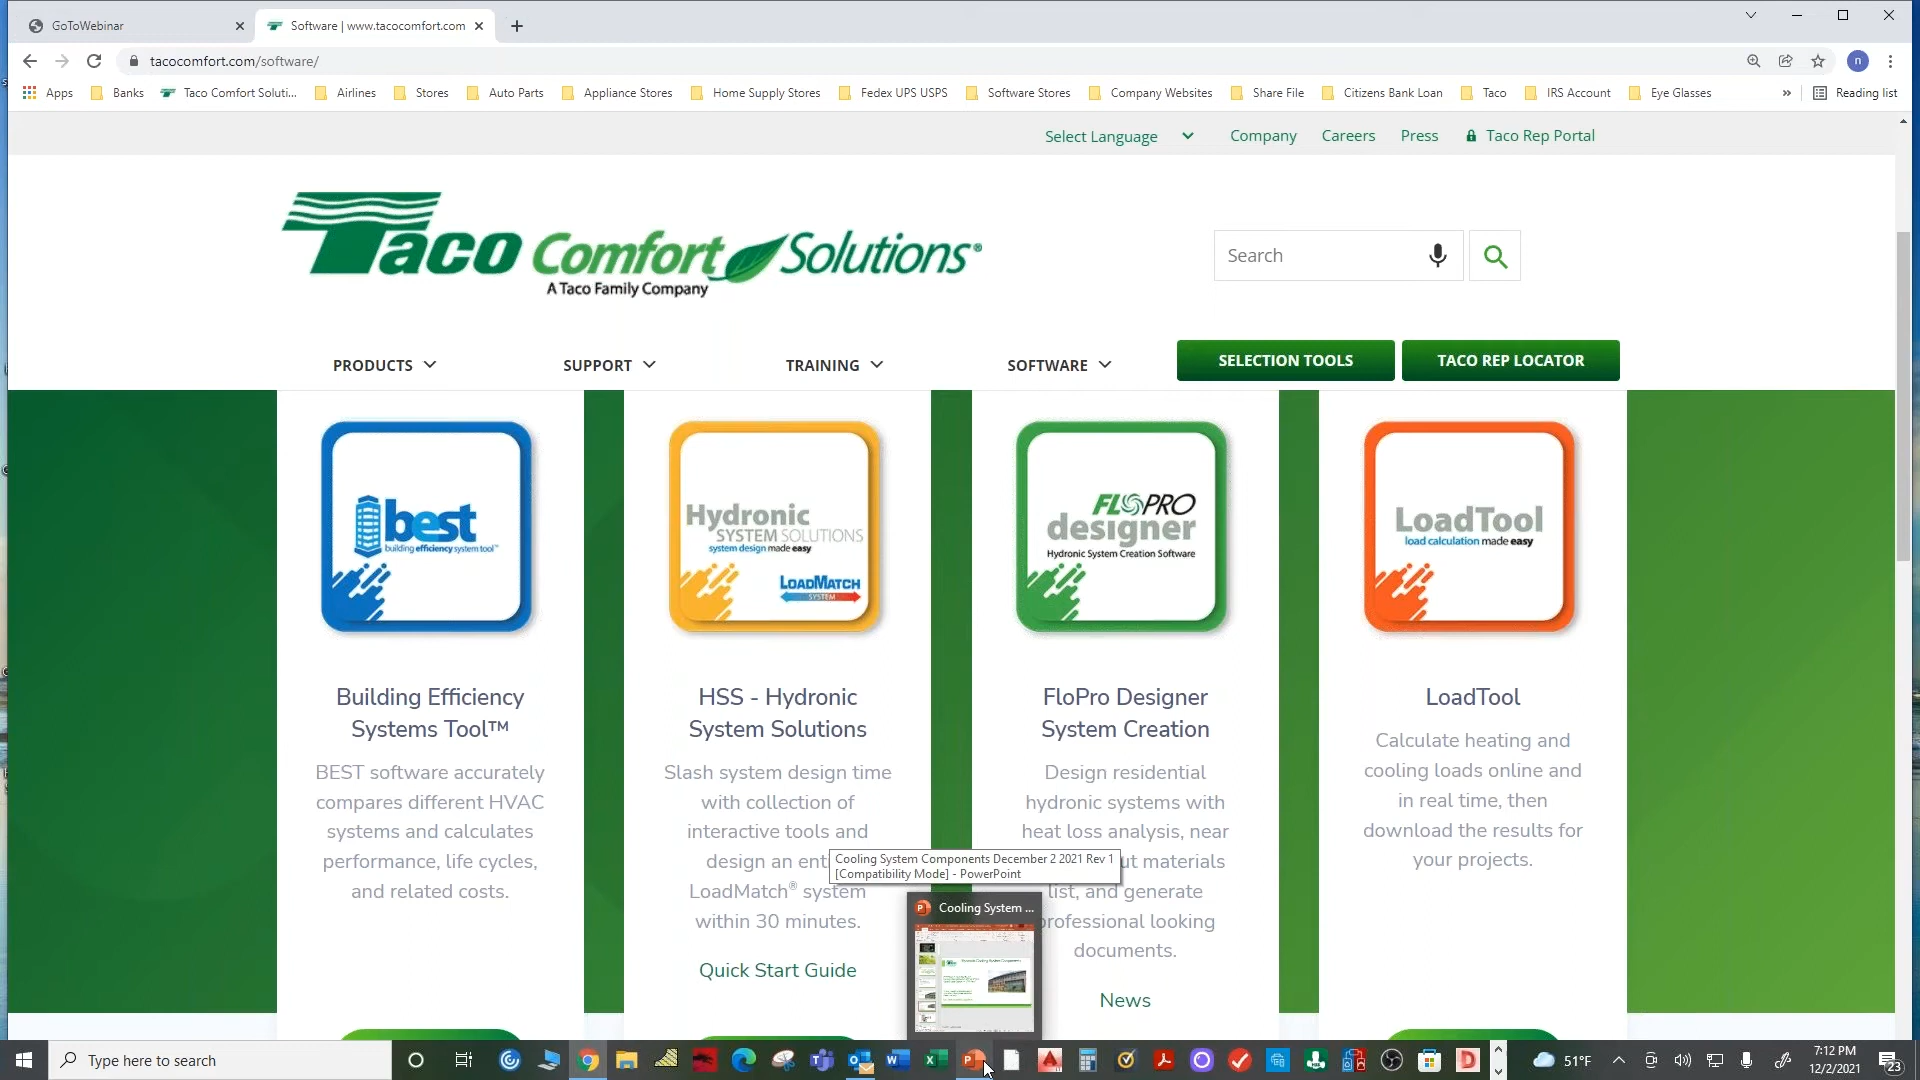 GoToWebinar
Software | www.tacocomfort.com
tacocomfort.com/software/
n
Apps Banks Taco Comfort Soluti... Airlines Stores Auto Parts Appliance Stores Home Supply Stores Fedex UPS USPS Software Stores Company Websites Share File Citizens Bank Loan Taco IRS Account Eye Glasses » Reading list
Select Language Company Careers Press Taco Rep Portal
Taco Comfort Solutions®
A Taco Family Company
Search
PRODUCTS SUPPORT TRAINING SOFTWARE SELECTION TOOLS TACO REP LOCATOR
best
building efficiency system tool™
Hydronic
SYSTEM SOLUTIONS
system design made easy
LOADMATCH
SYSTEM
FLOPRO
designer
Hydronic System Creation Software
LoadTool
load calculation made easy
Building Efficiency
Systems Tool™
BEST software accurately
compares different HVAC
systems and calculates
performance, life cycles,
and related costs.
HSS - Hydronic
System Solutions
Slash system design time
with collection of
interactive tools and
design an ent
LoadMatch® system
within 30 minutes.
Quick Start Guide
FloPro Designer
System Creation
Design residential
hydronic systems with
heat loss analysis, near
ut materials
list, and generate
professional looking
documents.
News
LoadTool
Calculate heating and
cooling loads online and
in real time, then
download the results for
your projects.
Cooling System Components December 2 2021 Rev 1
[Compatibility Mode] - PowerPoint
Cooling System ...
Type here to search
51°F
7:12 PM
12/2/2021
23